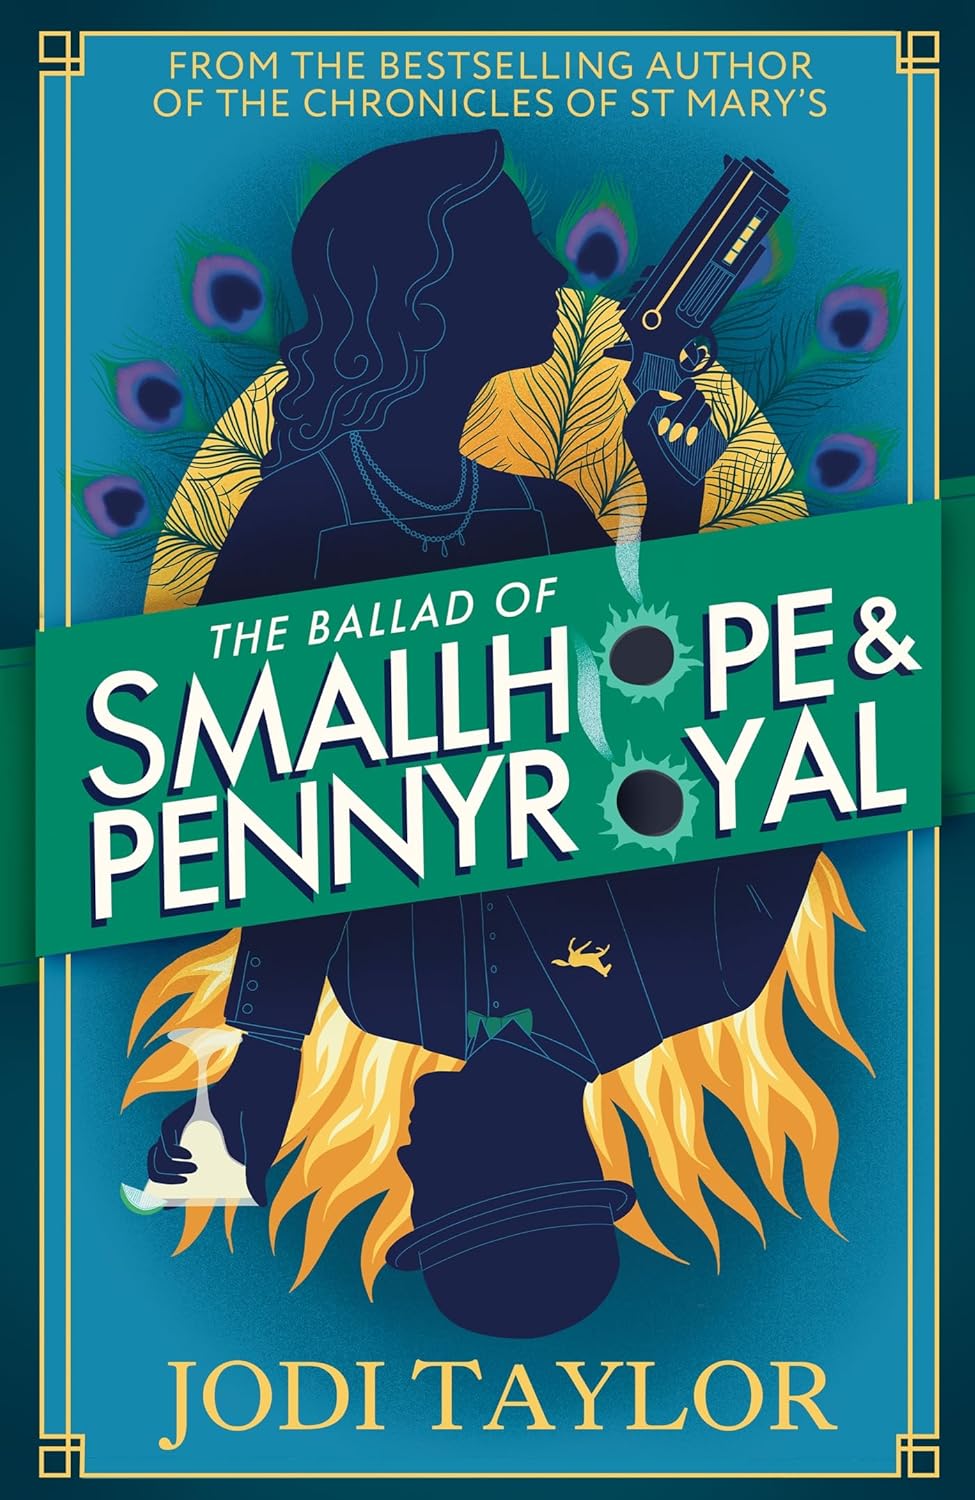 FROM THE BESTSELLING AUTHOR
OF THE CHRONICLES OF ST MARY'S
THE BALLAD OF
SMALLHOPE &
PENNYROYAL
JODI TAYLOR